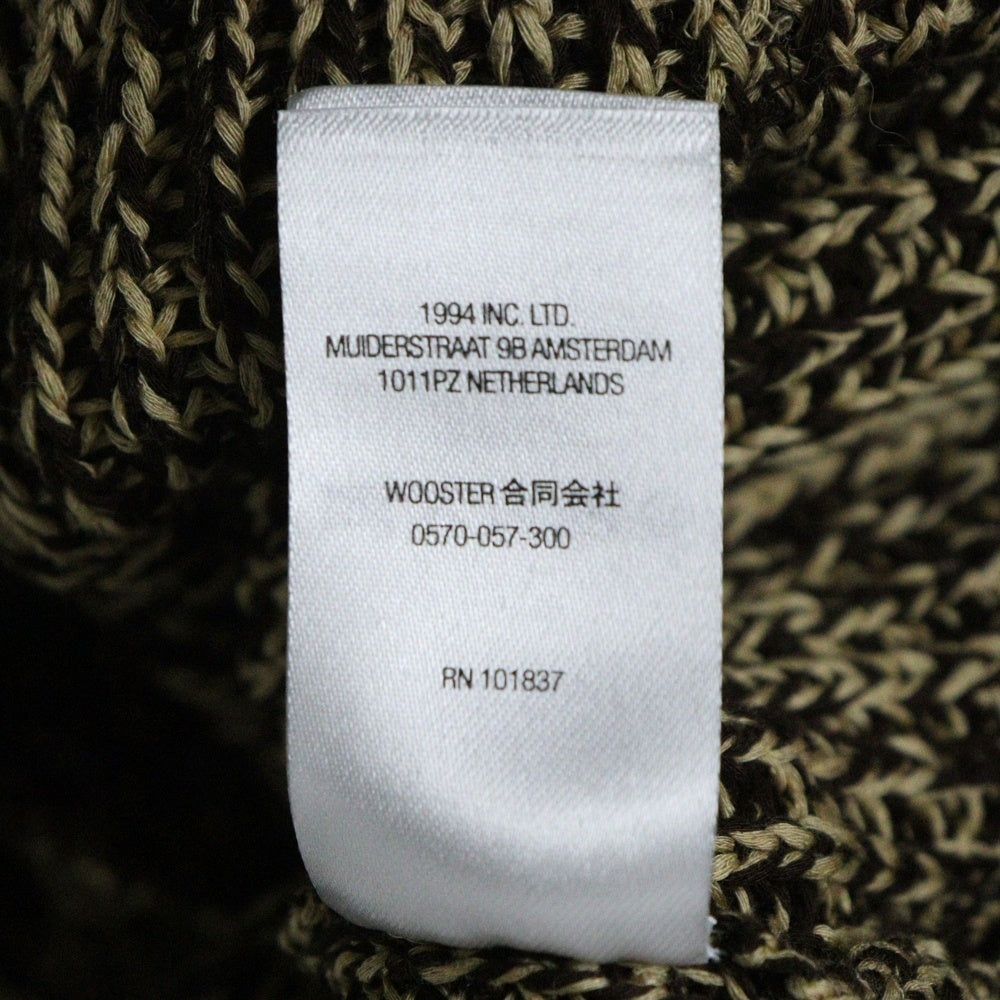 1994 INC. LTD.
MUIDERSTRAAT 9B AMSTERDAM
1011PZ NETHERLANDS
WOOSTER 合同会社
0570-057-300
RN 101837